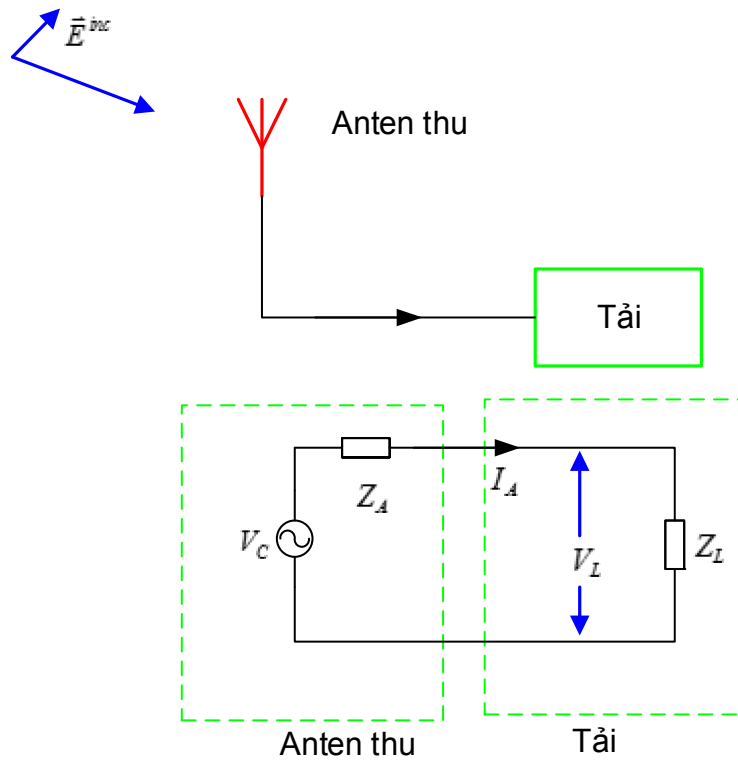 E^inc
Anten thu
Tải
Z_A
I_A
V_C
V_L
Z_L
Anten thu
Tải